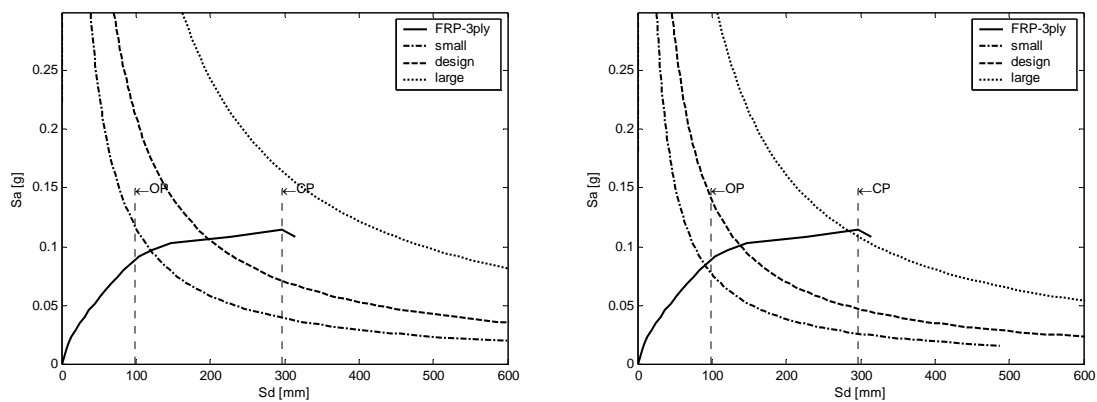 FRP-3ply
small
design
large
0.25
0.2
0.15
0.1
0.05
0
Sa [g]
←OP
←CP
0 100 200 300 400 500 600
Sd [mm]
FRP-3ply
small
design
large
0.25
0.2
0.15
0.1
0.05
0
Sa [g]
←OP
←CP
0 100 200 300 400 500 600
Sd [mm]